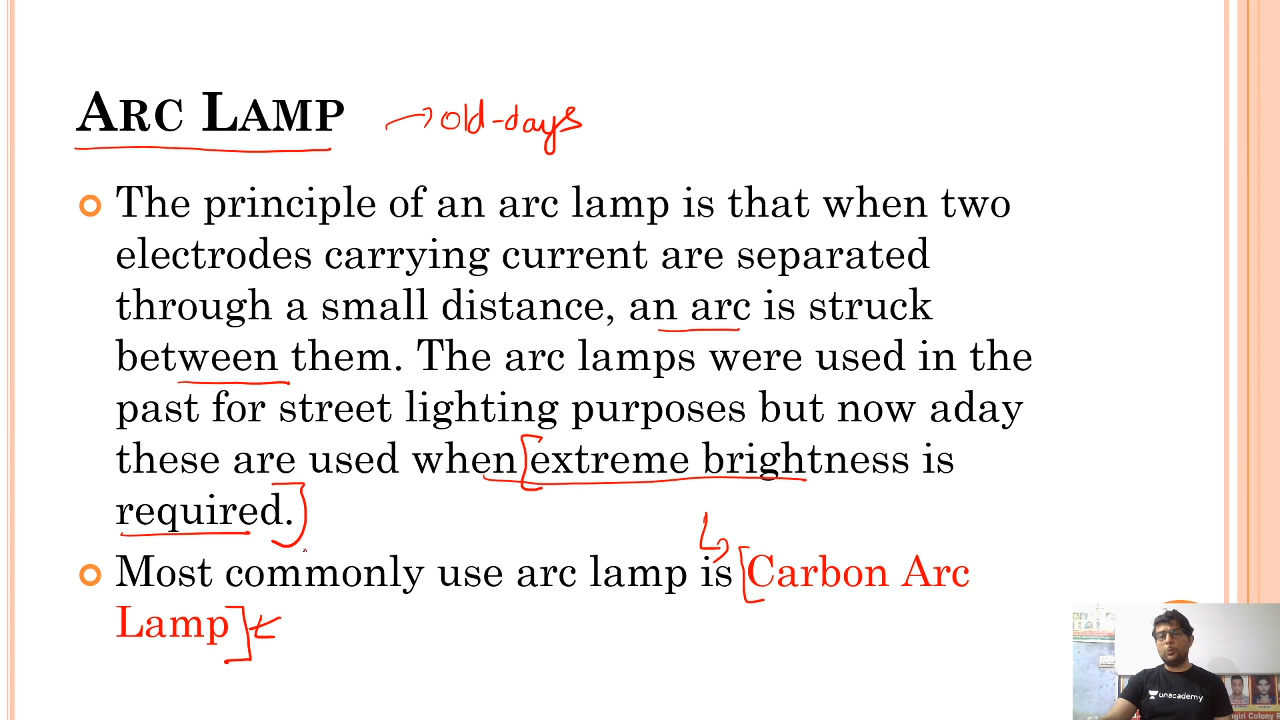 ARC LAMP → old-days
The principle of an arc lamp is that when two
electrodes carrying current are separated
through a small distance, an arc is struck
between them. The arc lamps were used in the
past for street lighting purposes but now aday
these are used when [extreme brightness is
required.]
Most commonly use arc lamp is [Carbon Arc
Lamp]
unacademy
giri Colony